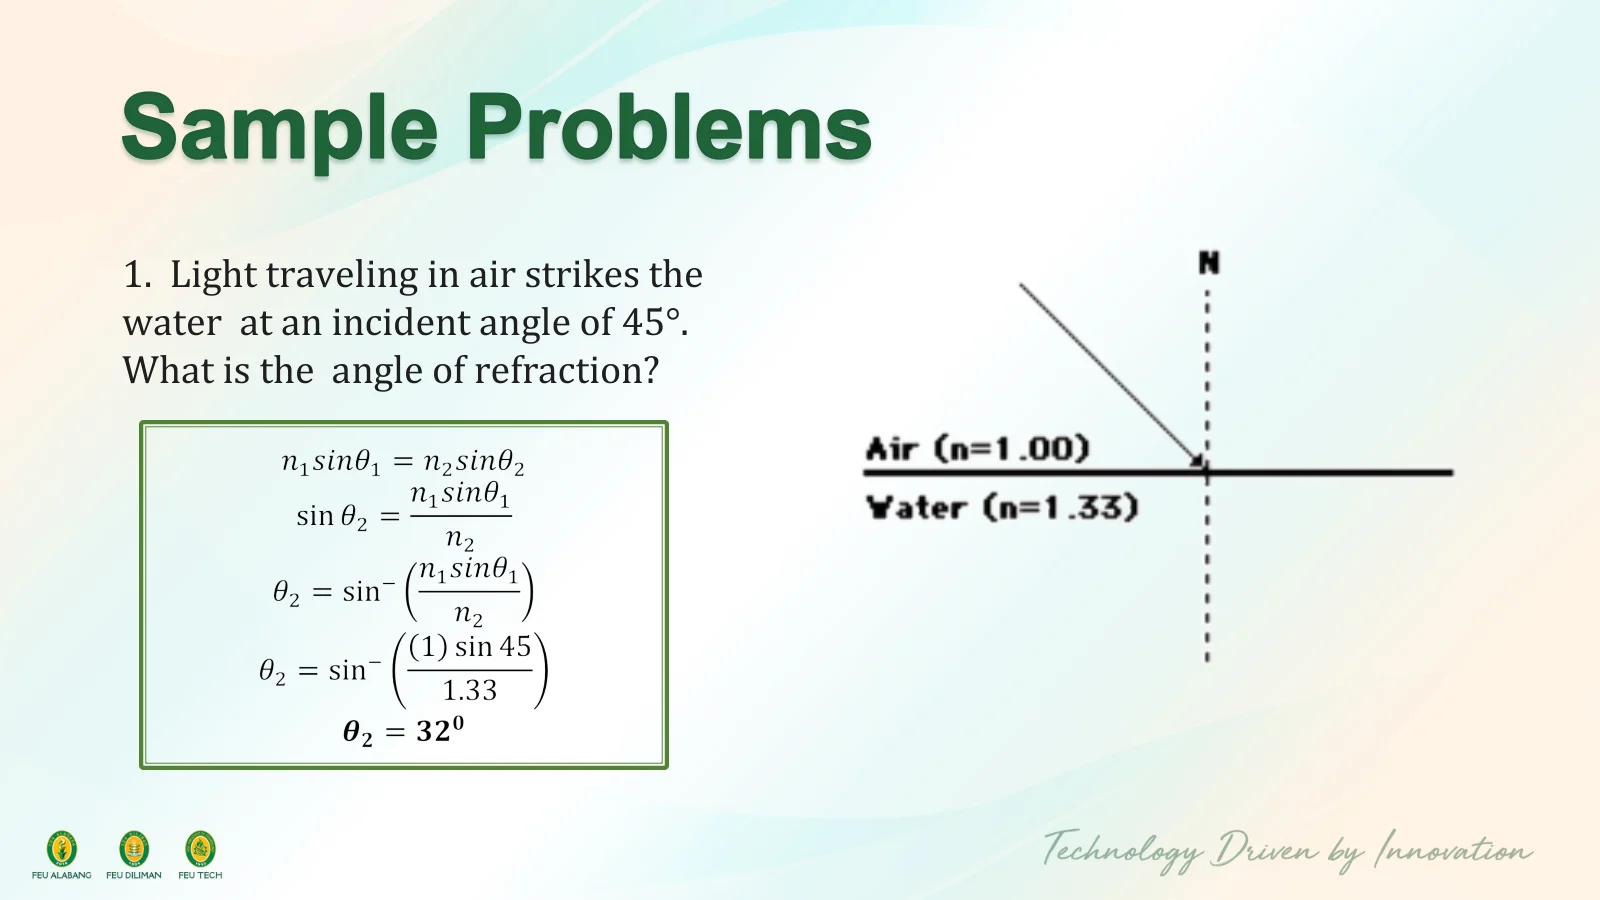 Sample Problems
1. Light traveling in air strikes the
water at an incident angle of 45°.
What is the angle of refraction?
n₁sinθ₁ = n₂sinθ₂
sin θ₂ = n₁sinθ₁ / n₂
θ₂ = sin⁻ (n₁sinθ₁ / n₂)
θ₂ = sin⁻ ((1) sin 45 / 1.33)
θ₂ = 32⁰
N
Air (n=1.00)
Water (n=1.33)
FEU ALABANG
FEU DILIMAN
FEU TECH
Technology Driven by Innovation